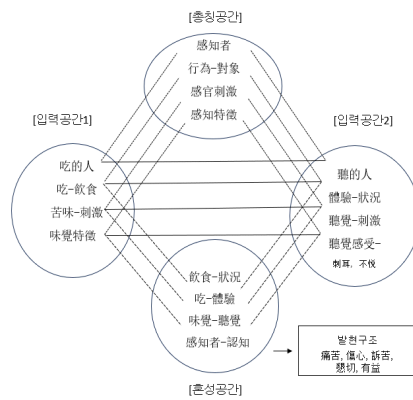 [총칭공간]
感知者
行為-對象
感官刺激
感知特徵
[입력공간1]
吃的人
吃-飮食
苦味-刺激
味覺特徵
[입력공간2]
聽的人
體驗-狀況
聽覺-刺激
聽覺感受-
刺耳, 不悅
飮食-狀況
吃-體驗
味覺-聽覺
感知者-認知
[혼성공간]
발현구조
痛苦, 傷心, 訴苦,
懇切, 有益